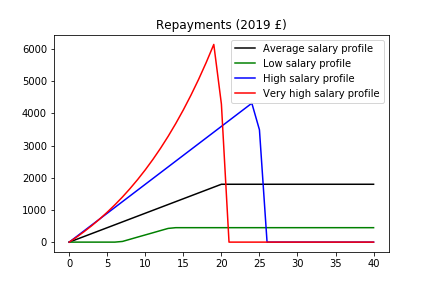 Repayments (2019 £)
6000
5000
4000
3000
2000
1000
0
Average salary profile
Low salary profile
High salary profile
Very high salary profile
0 5 10 15 20 25 30 35 40